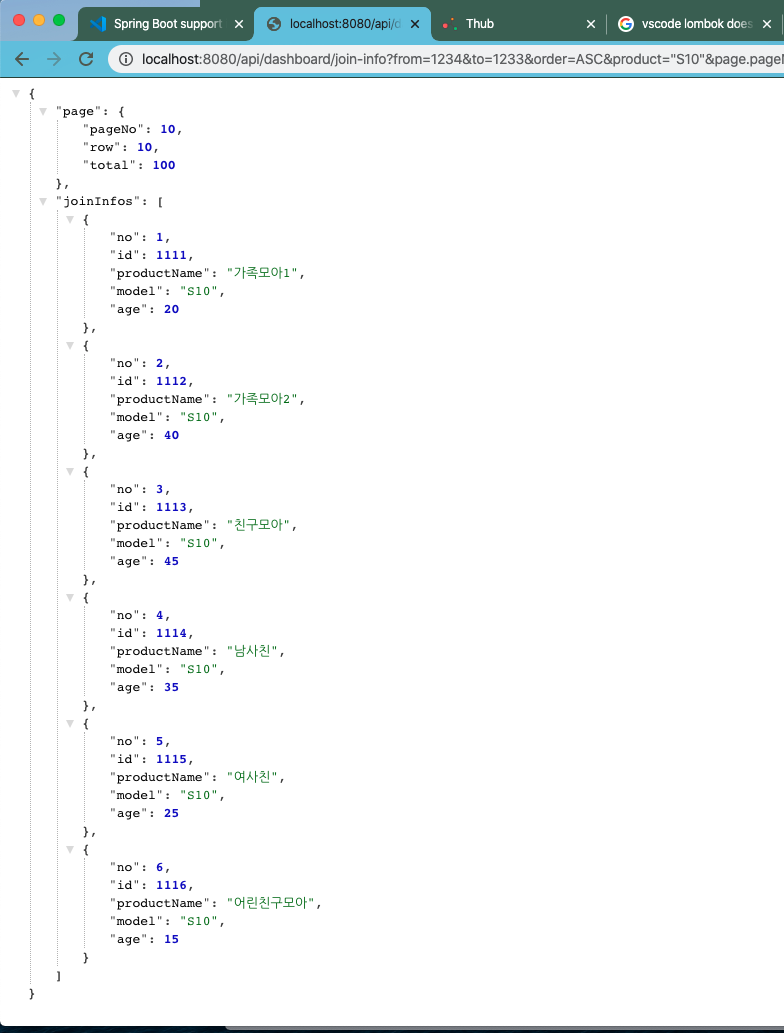 Spring Boot support
localhost:8080/api/d
Thub
vscode lombok does
localhost:8080/api/dashboard/join-info?from=1234&to=1233&order=ASC&product="S10"&page.page
{
"page": {
"pageNo": 10,
"row": 10,
"total": 100
},
"joinInfos": [
{
"no": 1,
"id": 1111,
"productName": "가족모아1",
"model": "S10",
"age": 20
},
{
"no": 2,
"id": 1112,
"productName": "가족모아2",
"model": "S10",
"age": 40
},
{
"no": 3,
"id": 1113,
"productName": "친구모아",
"model": "S10",
"age": 45
},
{
"no": 4,
"id": 1114,
"productName": "남사친",
"model": "S10",
"age": 35
},
{
"no": 5,
"id": 1115,
"productName": "여사친",
"model": "S10",
"age": 25
},
{
"no": 6,
"id": 1116,
"productName": "어린친구모아",
"model": "S10",
"age": 15
}
]
}